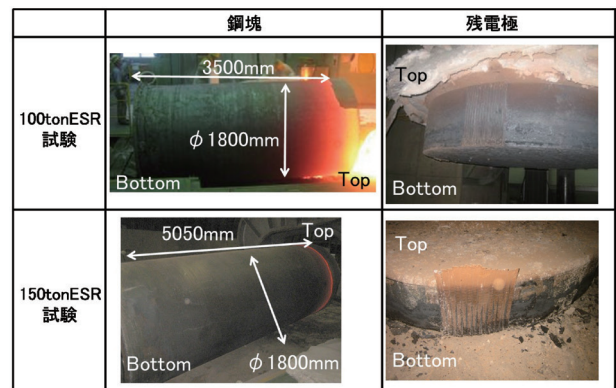 鋼塊
残電極
100tonESR
試験
3500mm
φ1800mm
Bottom
Top
Top
Bottom
150tonESR
試験
5050mm
Top
φ1800mm
Bottom
Top
Bottom